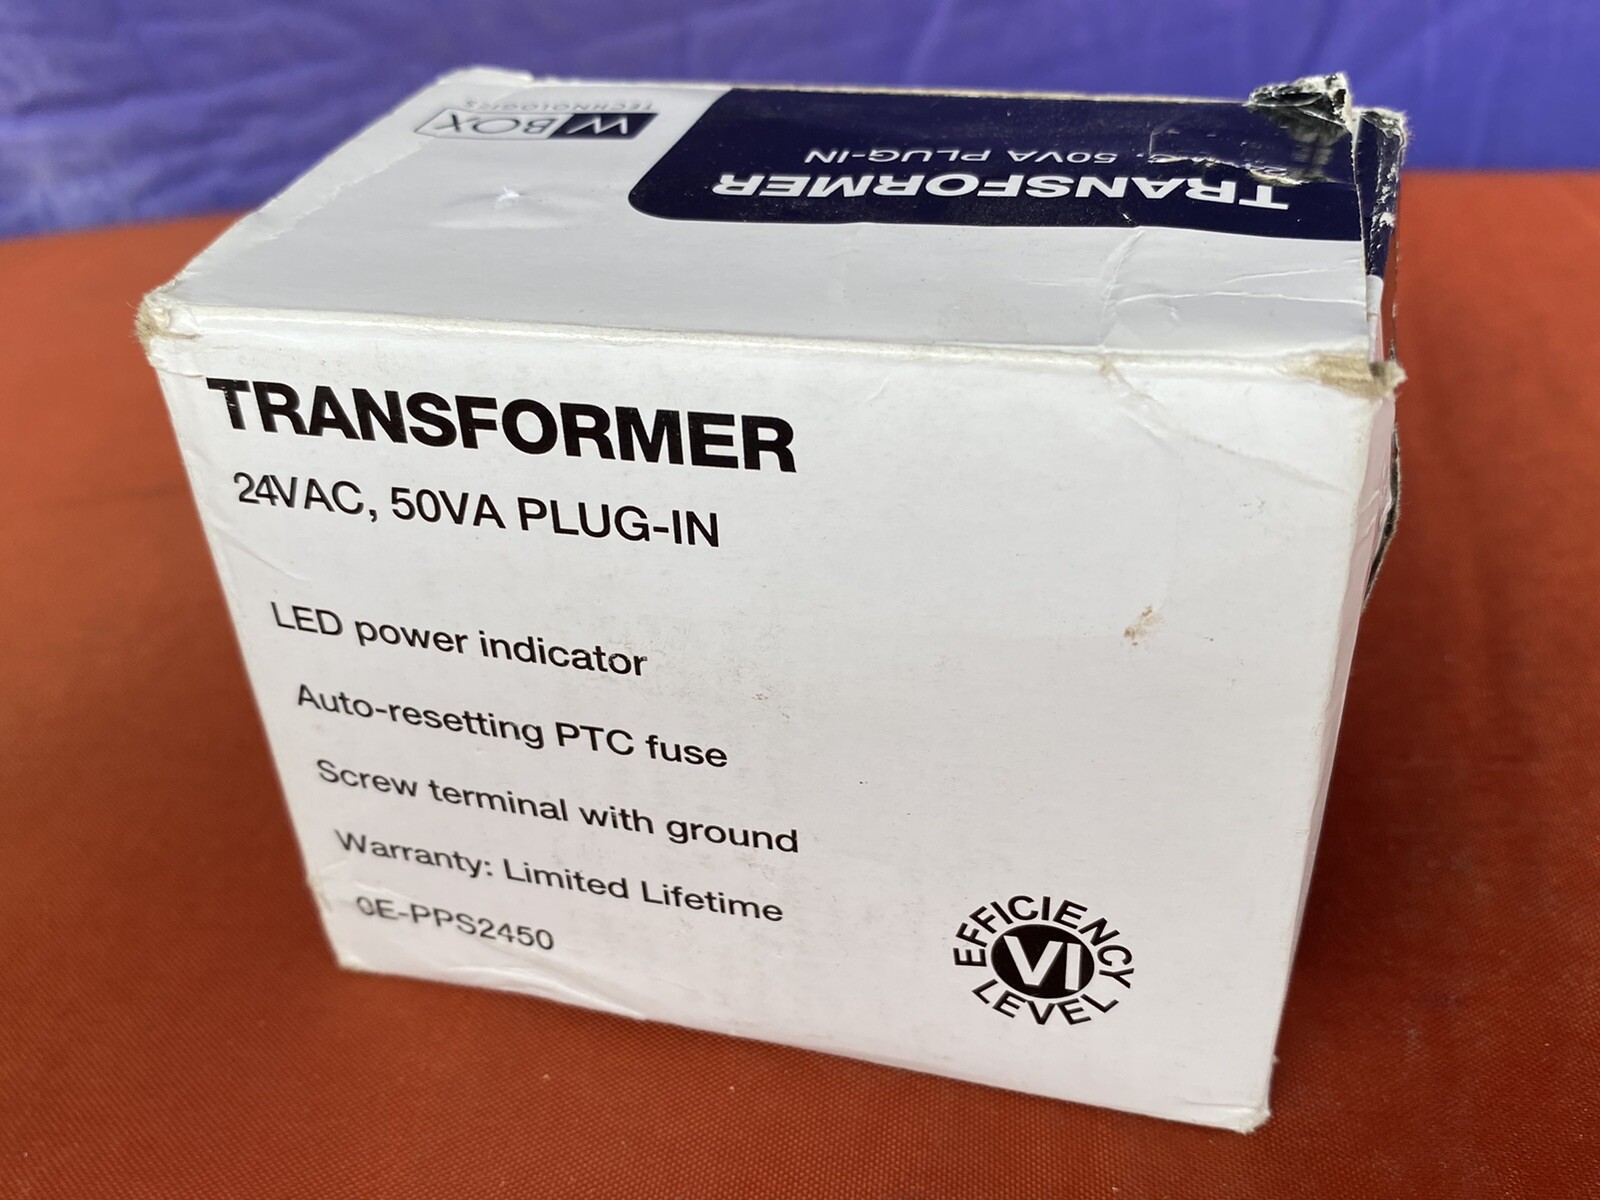 W BOX
TECHNOLOGIES
TRANSFORMER
50VA PLUG-IN
TRANSFORMER
24VAC, 50VA PLUG-IN
LED power indicator
Auto-resetting PTC fuse
Screw terminal with ground
Warranty: Limited Lifetime
0E-PPS2450
EFFICIENCY
VI
LEVEL